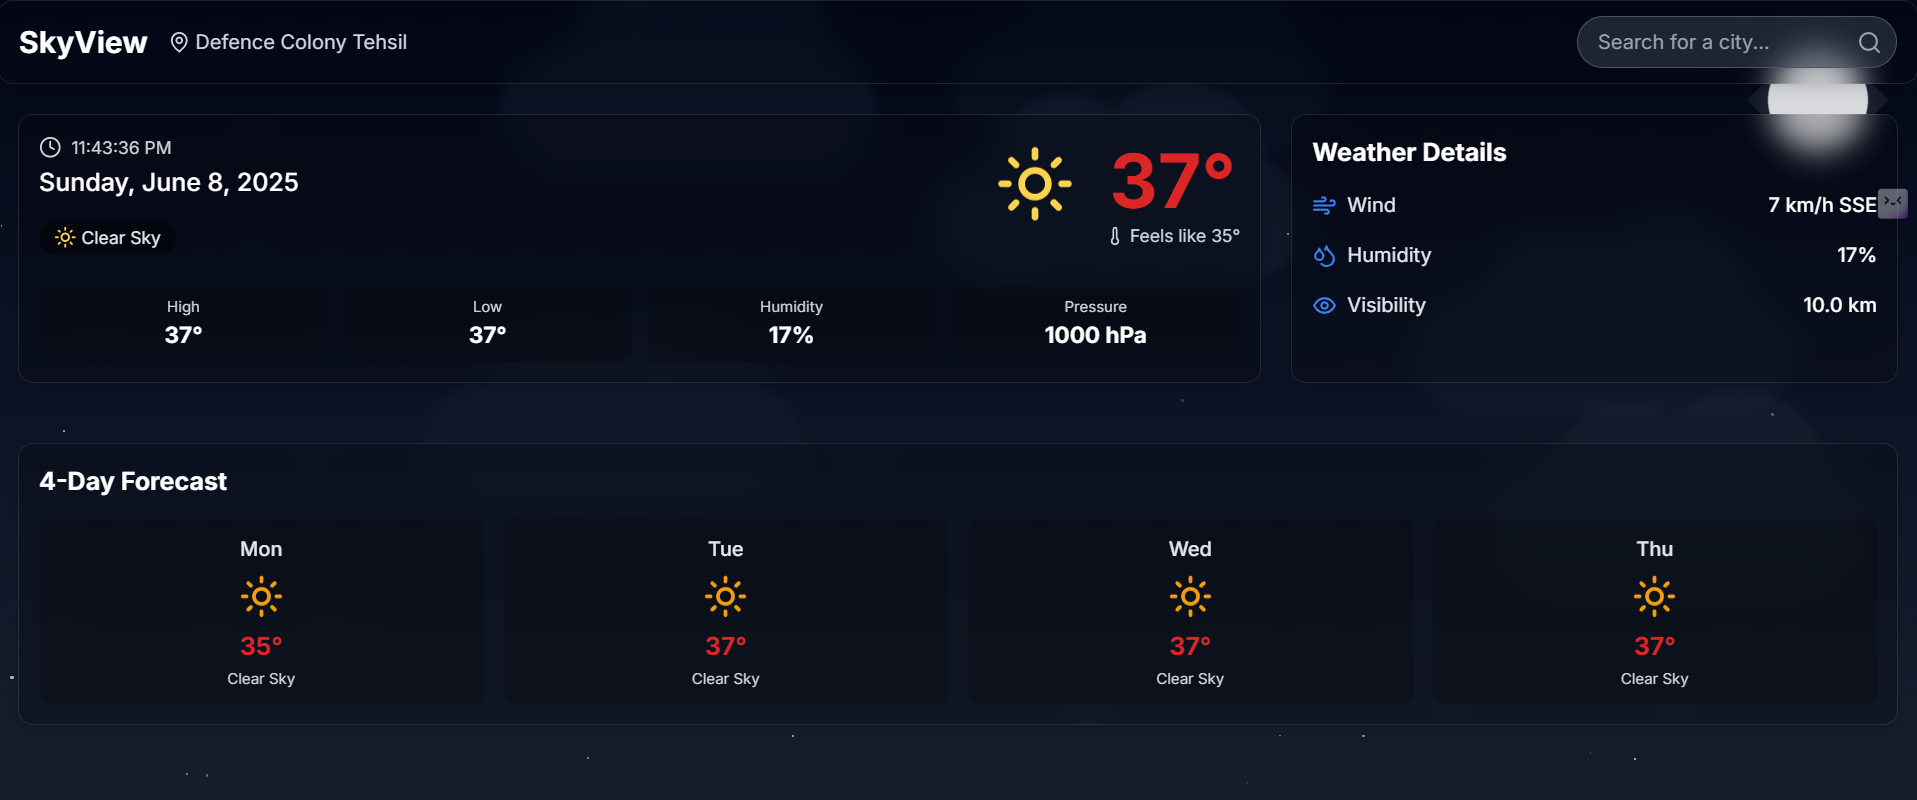 SkyView
Defence Colony Tehsil
Search for a city...
11:43:36 PM
Sunday, June 8, 2025
Clear Sky
37°
Feels like 35°
High
37°
Low
37°
Humidity
17%
Pressure
1000 hPa
Weather Details
Wind 7 km/h SSE
Humidity 17%
Visibility 10.0 km
4-Day Forecast
Mon
35°
Clear Sky
Tue
37°
Clear Sky
Wed
37°
Clear Sky
Thu
37°
Clear Sky